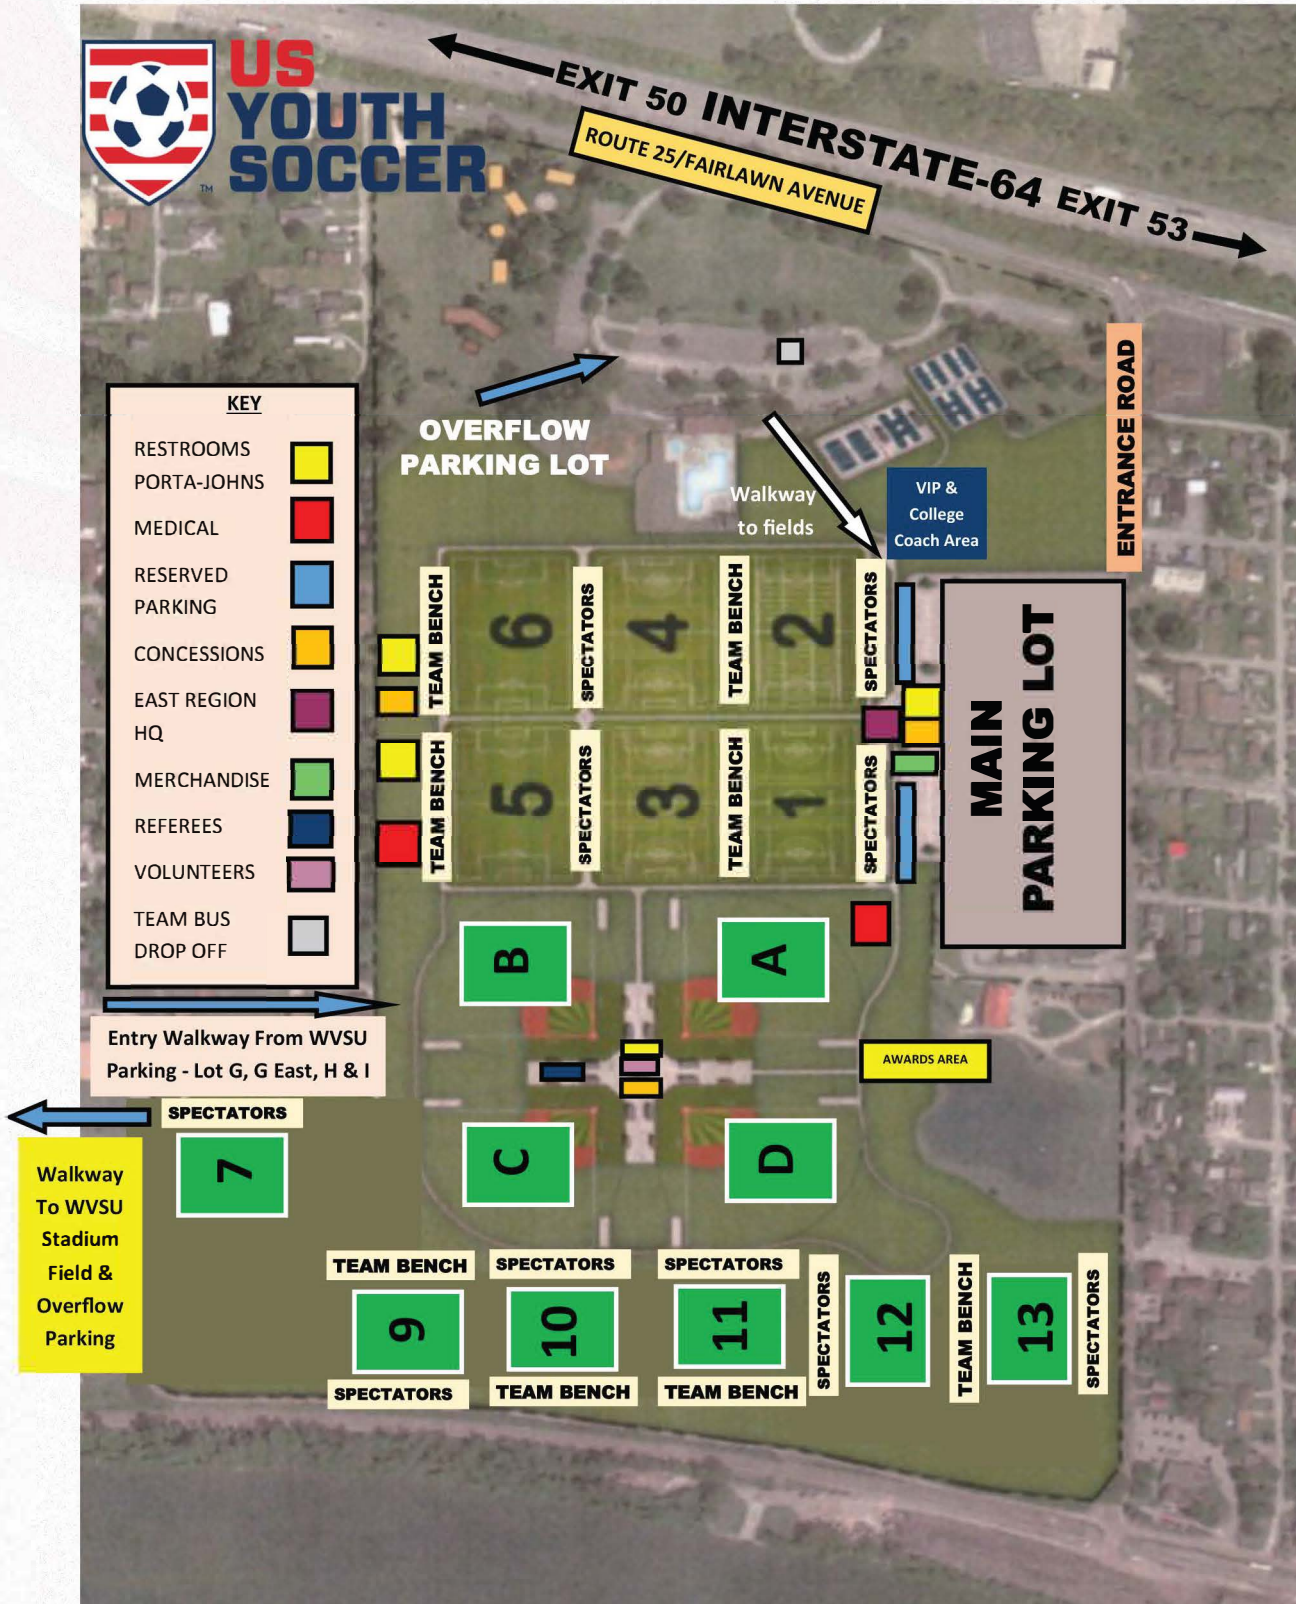 US
YOUTH
SOCCER
TM
EXIT 50 INTERSTATE-64 EXIT 53
ROUTE 25/FAIRLAWN AVENUE
ENTRANCE ROAD
OVERFLOW
PARKING LOT
Walkway
to fields
VIP &
College
Coach Area
KEY
RESTROOMS
PORTA-JOHNS
MEDICAL
RESERVED
PARKING
CONCESSIONS
EAST REGION
HQ
MERCHANDISE
REFEREES
VOLUNTEERS
TEAM BUS
DROP OFF
TEAM BENCH
6
SPECTATORS
4
TEAM BENCH
2
SPECTATORS
TEAM BENCH
5
SPECTATORS
3
TEAM BENCH
1
SPECTATORS
MAIN
PARKING LOT
B
A
Entry Walkway From WVSU
Parking - Lot G, G East, H & I
AWARDS AREA
SPECTATORS
7
C
D
Walkway
To WVSU
Stadium
Field &
Overflow
Parking
TEAM BENCH
9
SPECTATORS
SPECTATORS
10
TEAM BENCH
SPECTATORS
11
TEAM BENCH
SPECTATORS
12
TEAM BENCH
13
SPECTATORS